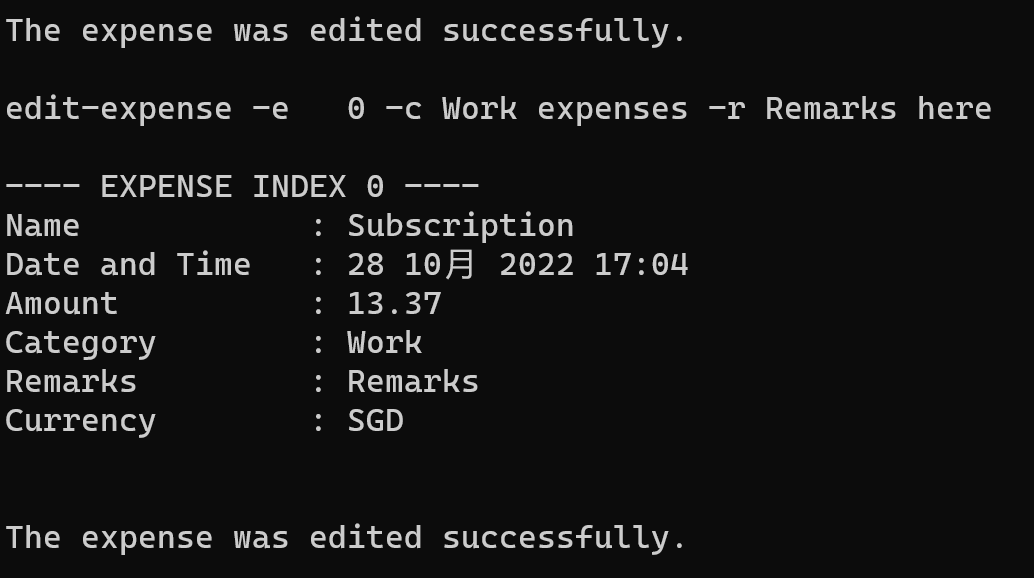 The expense was edited successfully.
edit-expense -e   0 -c Work expenses -r Remarks here
---- EXPENSE INDEX 0 ----
Name            : Subscription
Date and Time   : 28 10月 2022 17:04
Amount          : 13.37
Category        : Work
Remarks         : Remarks
Currency        : SGD
The expense was edited successfully.